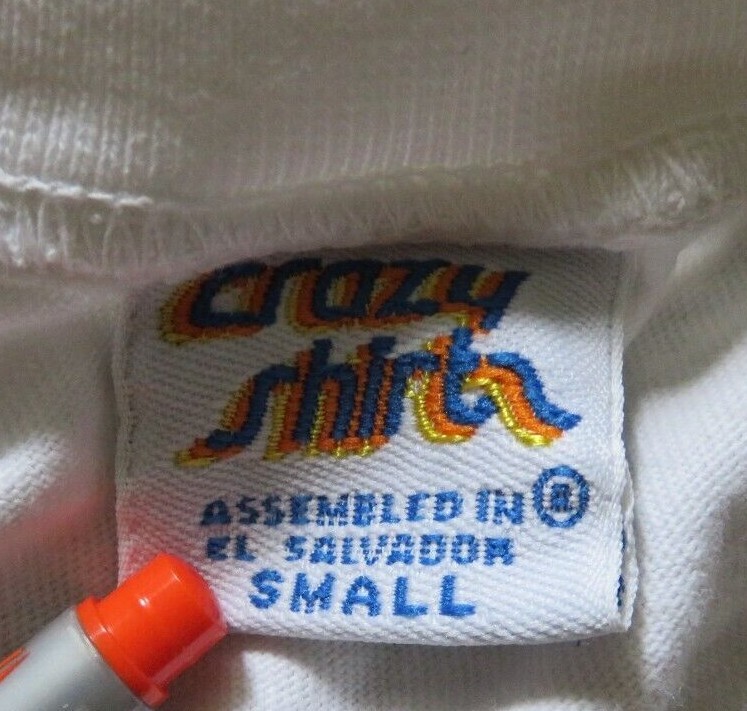 crazy
shirts
ASSEMBLED IN ®
EL SALVADOR
SMALL